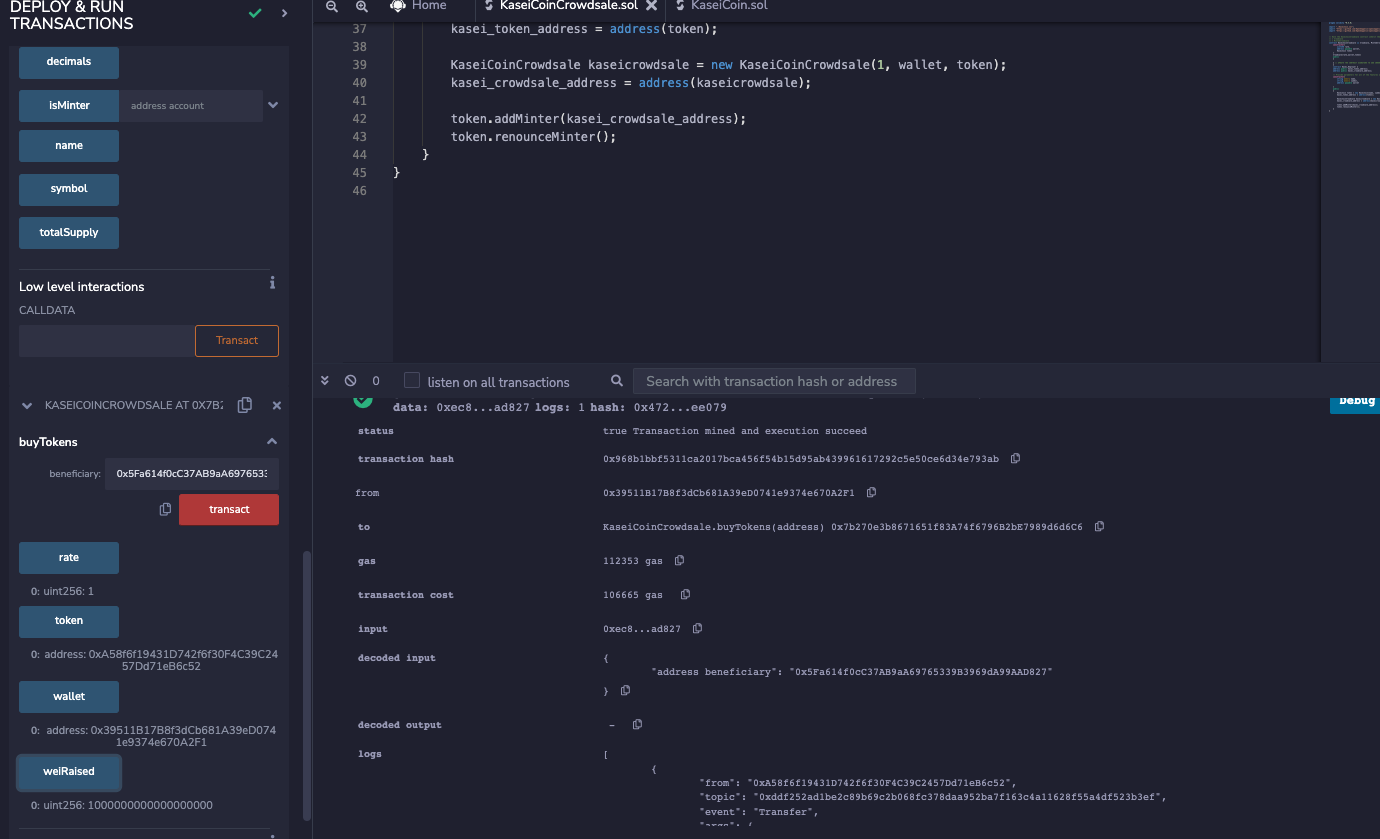 DEPLOY & RUN
TRANSACTIONS
decimals
isMinter
address account
name
symbol
totalSupply
Low level interactions
CALLDATA
Transact
KASEICOINCROWDSALE AT 0X7B2
buyTokens
beneficiary:
0x5Fa614f0cC37AB9aA6976533
transact
rate
0: uint256: 1
token
0: address: 0xA58f6f19431D742f6f30F4C39C24
57Dd71eB6c52
wallet
0: address: 0x39511B17B8f3dCb681A39eD074
1e9374e670A2F1
weiRaised
0: uint256: 1000000000000000000
Home
KaseiCoinCrowdsale.sol
KaseiCoin.sol
37 kasei_token_address = address(token);
38
39 KaseiCoinCrowdsale kaseicrowdsale = new KaseiCoinCrowdsale(1, wallet, token);
40 kasei_crowdsale_address = address(kaseicrowdsale);
41
42 token.addMinter(kasei_crowdsale_address);
43 token.renounceMinter();
44 }
45 }
46
0
listen on all transactions
Search with transaction hash or address
data: 0xec8...ad827 logs: 1 hash: 0x472...ee079
Debug
status true Transaction mined and execution succeed
transaction hash 0x968b1bbf5311ca2017bca456f54b15d95ab439961617292c5e50ce6d34e793ab
from 0x39511B17B8f3dCb681A39eD0741e9374e670A2F1
to KaseiCoinCrowdsale.buyTokens(address) 0x7b270e3b8671651f83A74f6796B2bE7989d6d6C6
gas 112353 gas
transaction cost 106665 gas
input 0xec8...ad827
decoded input {
"address beneficiary": "0x5Fa614f0cC37AB9aA69765339B3969dA99AAD827"
}
decoded output -
logs [
{
"from": "0xA58f6f19431D742f6f30F4C39C2457Dd71eB6c52",
"topic": "0xddf252ad1be2c89b69c2b068fc378daa952ba7f163c4a11628f55a4df523b3ef",
"event": "Transfer",
"args": {